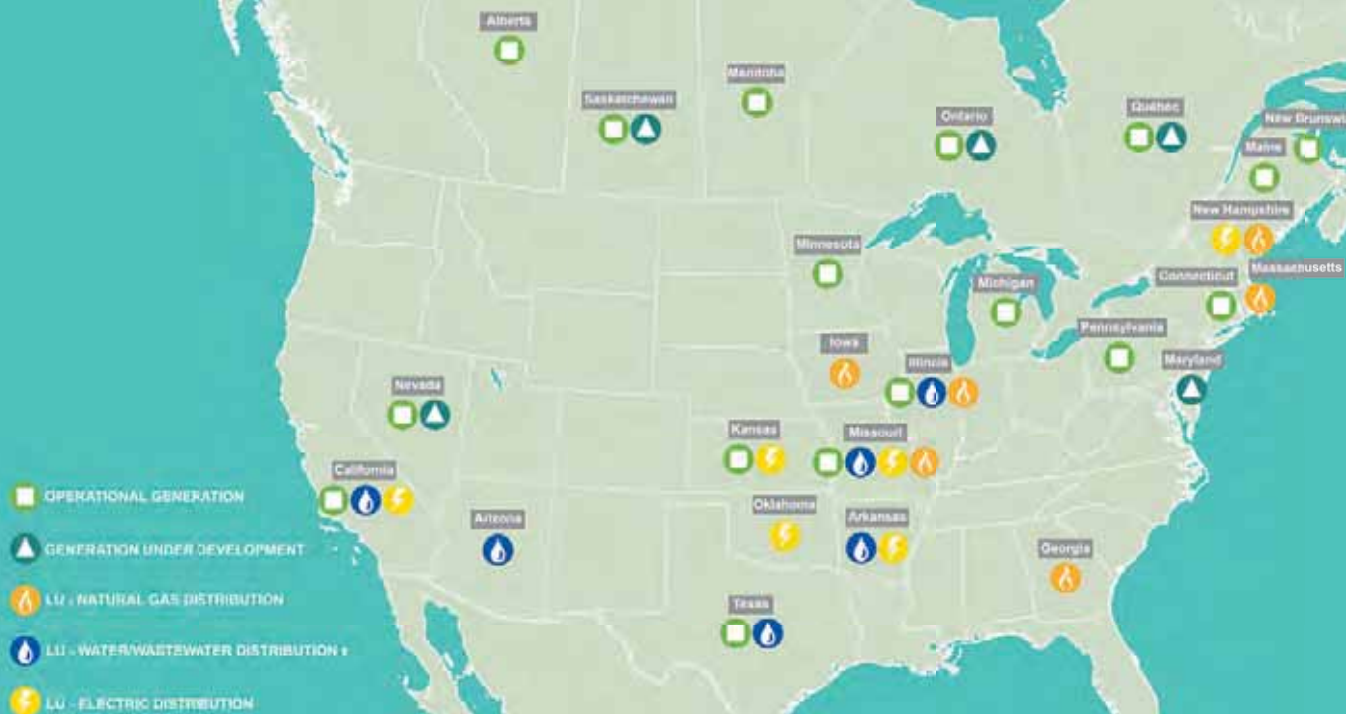 Alberta
Manitoba
Saskatchewan
Ontario
Québec
New Brunswi
Maine
New Hampshire
Minnesota
Massachusetts
Connecticut
Michigan
Pennsylvania
Iowa
Illinois
Maryland
Nevada
Kansas
Missouri
California
OPERATIONAL GENERATION
Oklahoma
Arizona
Arkansas
GENERATION UNDER DEVELOPMENT
Georgia
LU - NATURAL GAS DISTRIBUTION
Texas
LU - WATER/WASTEWATER DISTRIBUTION
LU - ELECTRIC DISTRIBUTION